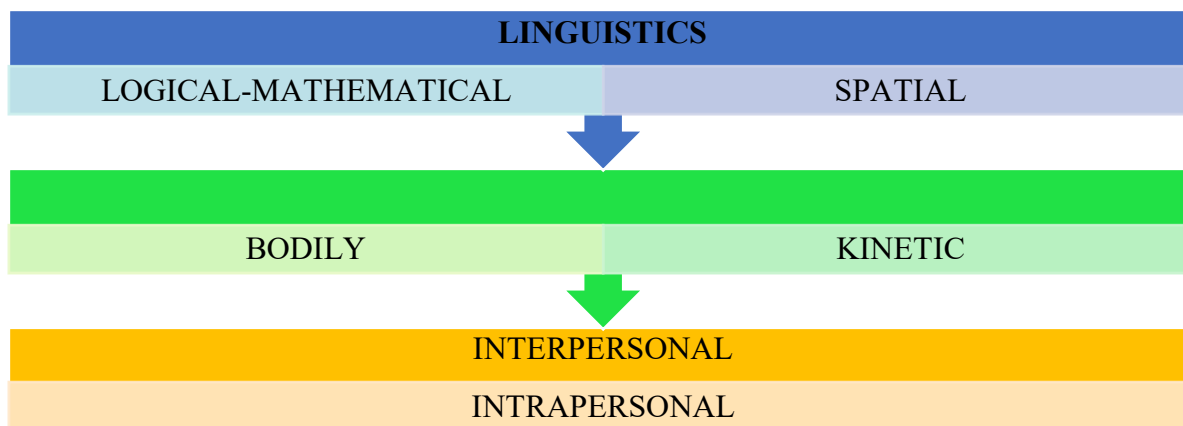 LINGUISTICS
LOGICAL-MATHEMATICAL SPATIAL
BODILY KINETIC
INTERPERSONAL
INTRAPERSONAL